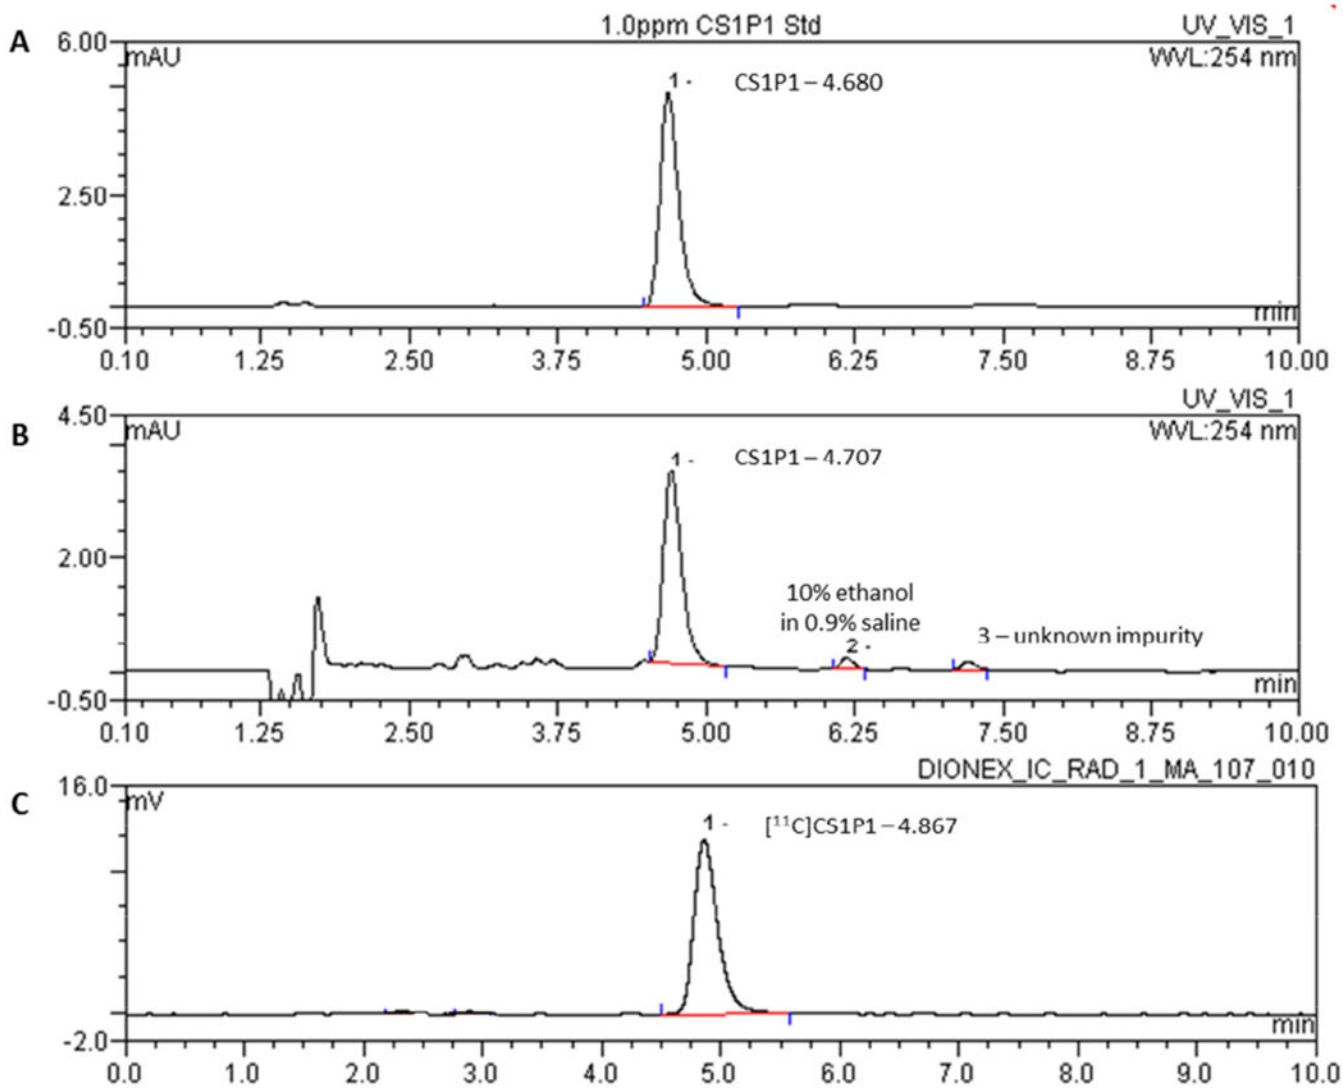 1.0ppm CS1P1 Std
UV_VIS_1
A
6.00
mAU
WVL:254 nm
1 -
CS1P1 – 4.680
2.50
min
-0.50
0.10 1.25 2.50 3.75 5.00 6.25 7.50 8.75 10.00
UV_VIS_1
B
4.50
mAU
WVL:254 nm
1 -
CS1P1 – 4.707
2.00
10% ethanol
in 0.9% saline
2 -
3 – unknown impurity
min
-0.50
0.10 1.25 2.50 3.75 5.00 6.25 7.50 8.75 10.00
DIONEX_IC_RAD_1_MA_107_010
C
16.0
mV
1 -
[¹¹C]CS1P1 – 4.867
min
-2.0
0.0 1.0 2.0 3.0 4.0 5.0 6.0 7.0 8.0 9.0 10.0